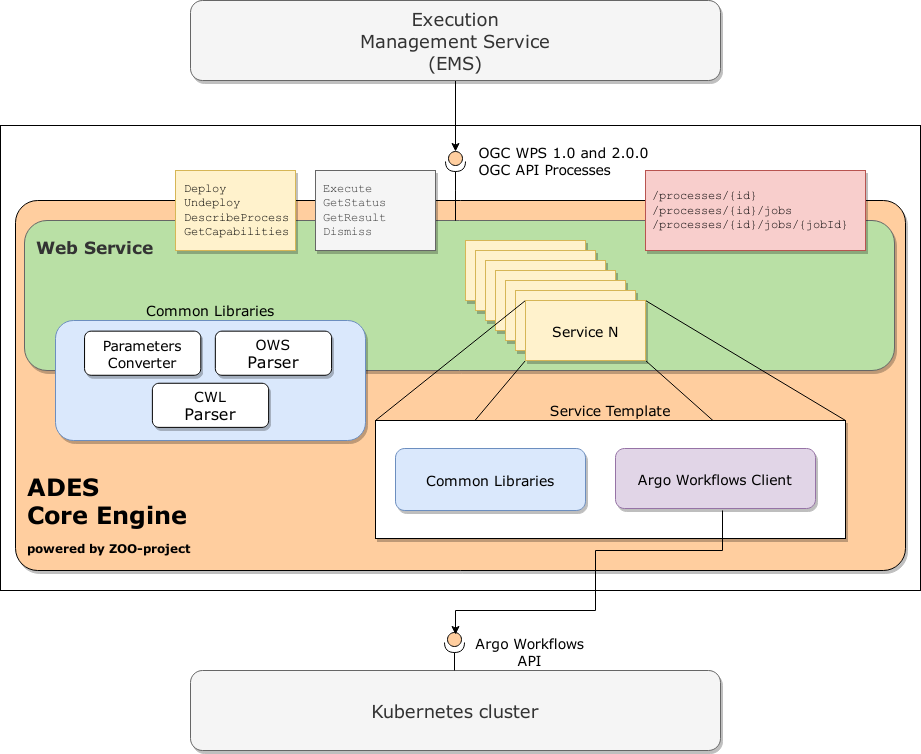 Execution
Management Service
(EMS)
OGC WPS 1.0 and 2.0.0
OGC API Processes
Deploy
Undeploy
DescribeProcess
GetCapabilities
Execute
GetStatus
GetResult
Dismiss
/processes/{id}
/processes/{id}/jobs
/processes/{id}/jobs/{jobId}
Web Service
Common Libraries
Parameters
Converter
OWS
Parser
CWL
Parser
Service N
Service Template
Common Libraries
Argo Workflows Client
ADES
Core Engine
powered by ZOO-project
Argo Workflows
API
Kubernetes cluster